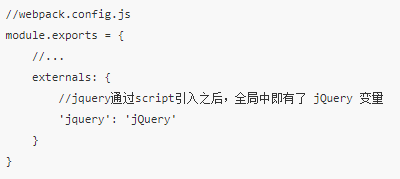 //webpack.config.js
module.exports = {
    //...
    externals: {
        //jquery通过script引入之后，全局中即有了 jQuery 变量
        'jquery': 'jQuery'
    }
}